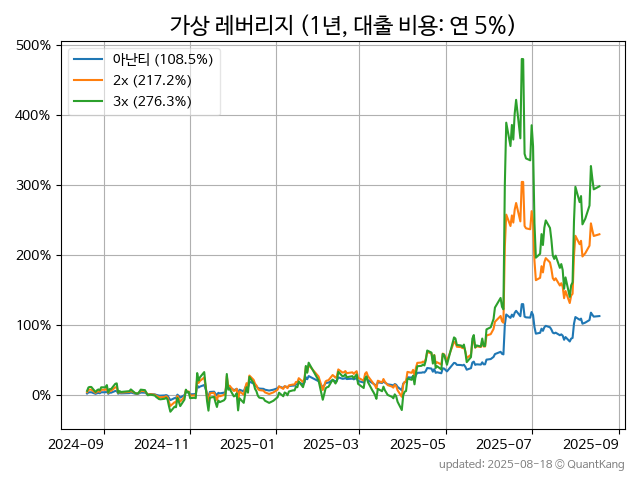 가상 레버리지 (1년, 대출 비용: 연 5%)
500%
400%
300%
200%
100%
0%
아난티 (108.5%)
2x (217.2%)
3x (276.3%)
2024-09
2024-11
2025-01
2025-03
2025-05
2025-07
2025-09
updated: 2025-08-18 © QuantKang